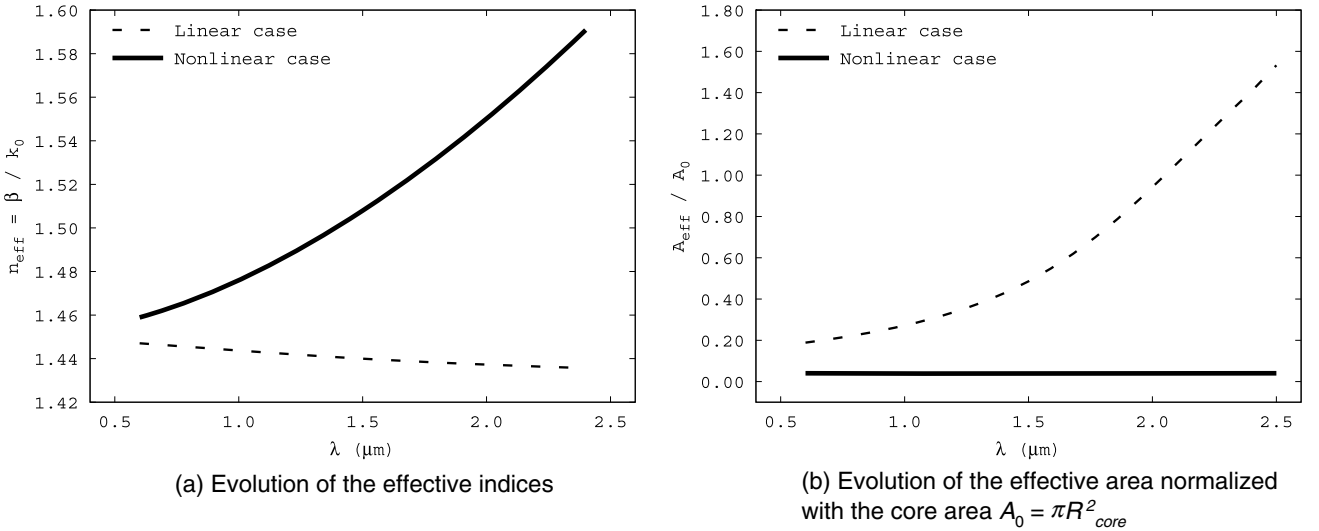 1.60
1.58
1.56
1.54
1.52
1.50
1.48
1.46
1.44
1.42
n_eff = β / k_0
Linear case
Nonlinear case
0.5 1.0 1.5 2.0 2.5
λ (μm)
(a) Evolution of the effective indices
1.80
1.60
1.40
1.20
1.00
0.80
0.60
0.40
0.20
0.00
A_eff / A_0
Linear case
Nonlinear case
0.5 1.0 1.5 2.0 2.5
λ (μm)
(b) Evolution of the effective area normalized
with the core area A_0 = πR^2_core